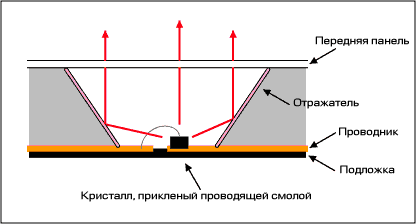 Передняя панель
Отражатель
Проводник
Подложка
Кристалл, прикленый проводящей смолой